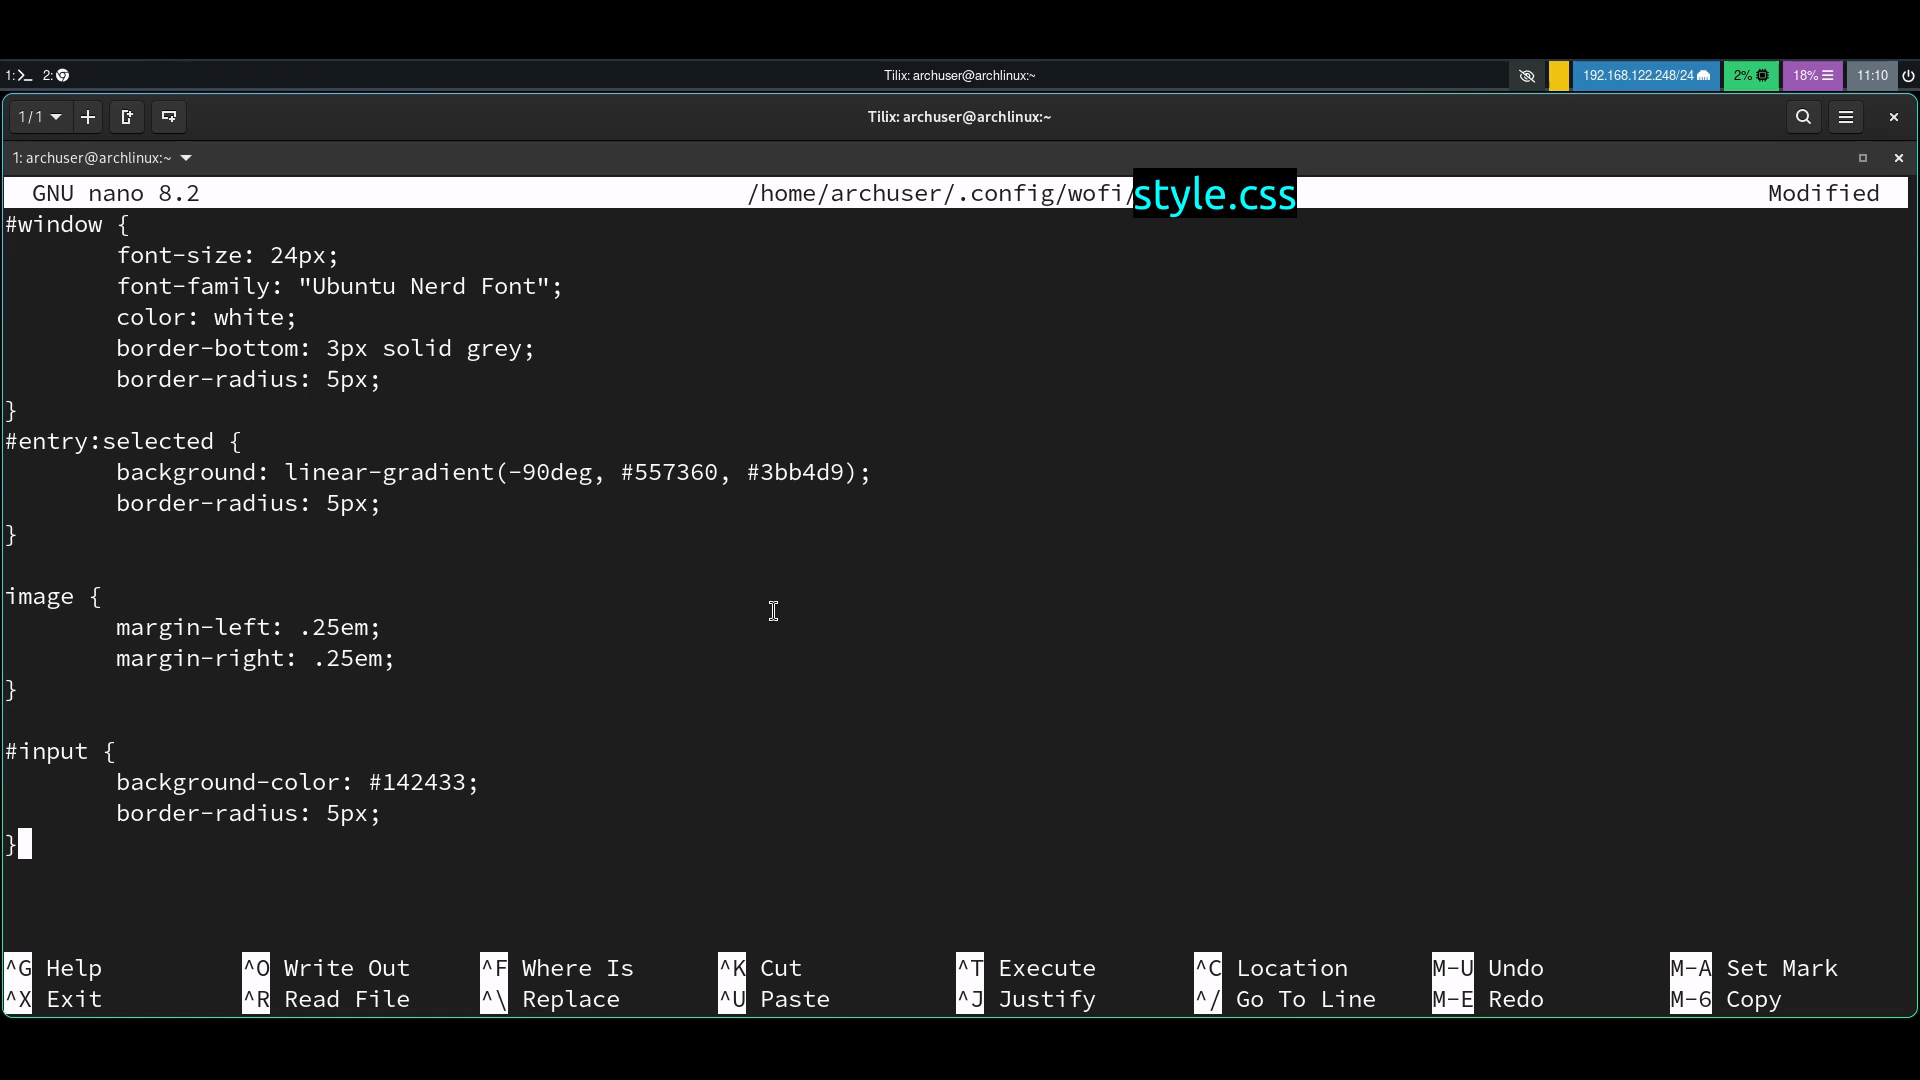 1: 2: Tilix: archuser@archlinux:~ 192.168.122.248/24 2% 18% 11:10
1/1 Tilix: archuser@archlinux:~
1: archuser@archlinux:~
GNU nano 8.2 /home/archuser/.config/wofi/style.css Modified
#window {
font-size: 24px;
font-family: "Ubuntu Nerd Font";
color: white;
border-bottom: 3px solid grey;
border-radius: 5px;
}
#entry:selected {
background: linear-gradient(-90deg, #557360, #3bb4d9);
border-radius: 5px;
}
image {
margin-left: .25em;
margin-right: .25em;
}
#input {
background-color: #142433;
border-radius: 5px;
}
^G Help ^O Write Out ^F Where Is ^K Cut ^T Execute ^C Location M-U Undo M-A Set Mark
^X Exit ^R Read File ^\ Replace ^U Paste ^J Justify ^/ Go To Line M-E Redo M-6 Copy